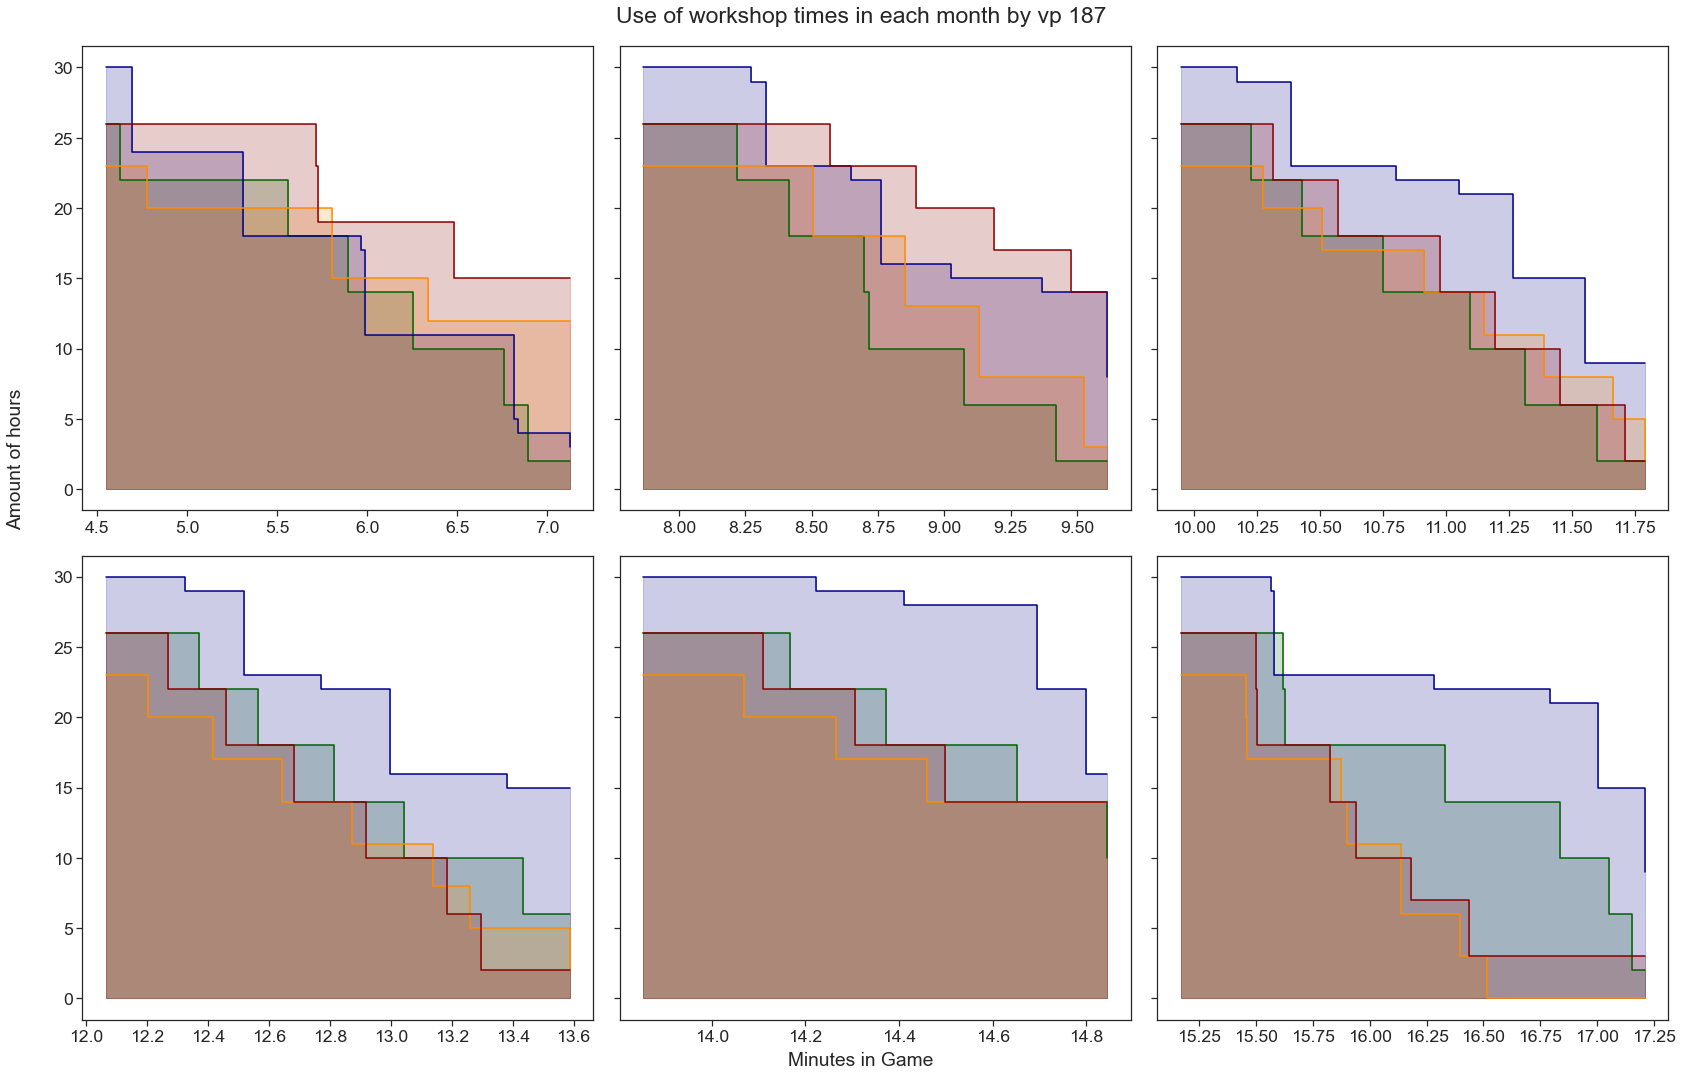 Use of workshop times in each month by vp 187
Amount of hours
30
25
20
15
10
5
0
4.5 5.0 5.5 6.0 6.5 7.0
8.00 8.25 8.50 8.75 9.00 9.25 9.50
10.00 10.25 10.50 10.75 11.00 11.25 11.50 11.75
30
25
20
15
10
5
0
12.0 12.2 12.4 12.6 12.8 13.0 13.2 13.4 13.6
14.0 14.2 14.4 14.6 14.8
15.25 15.50 15.75 16.00 16.25 16.50 16.75 17.00 17.25
Minutes in Game